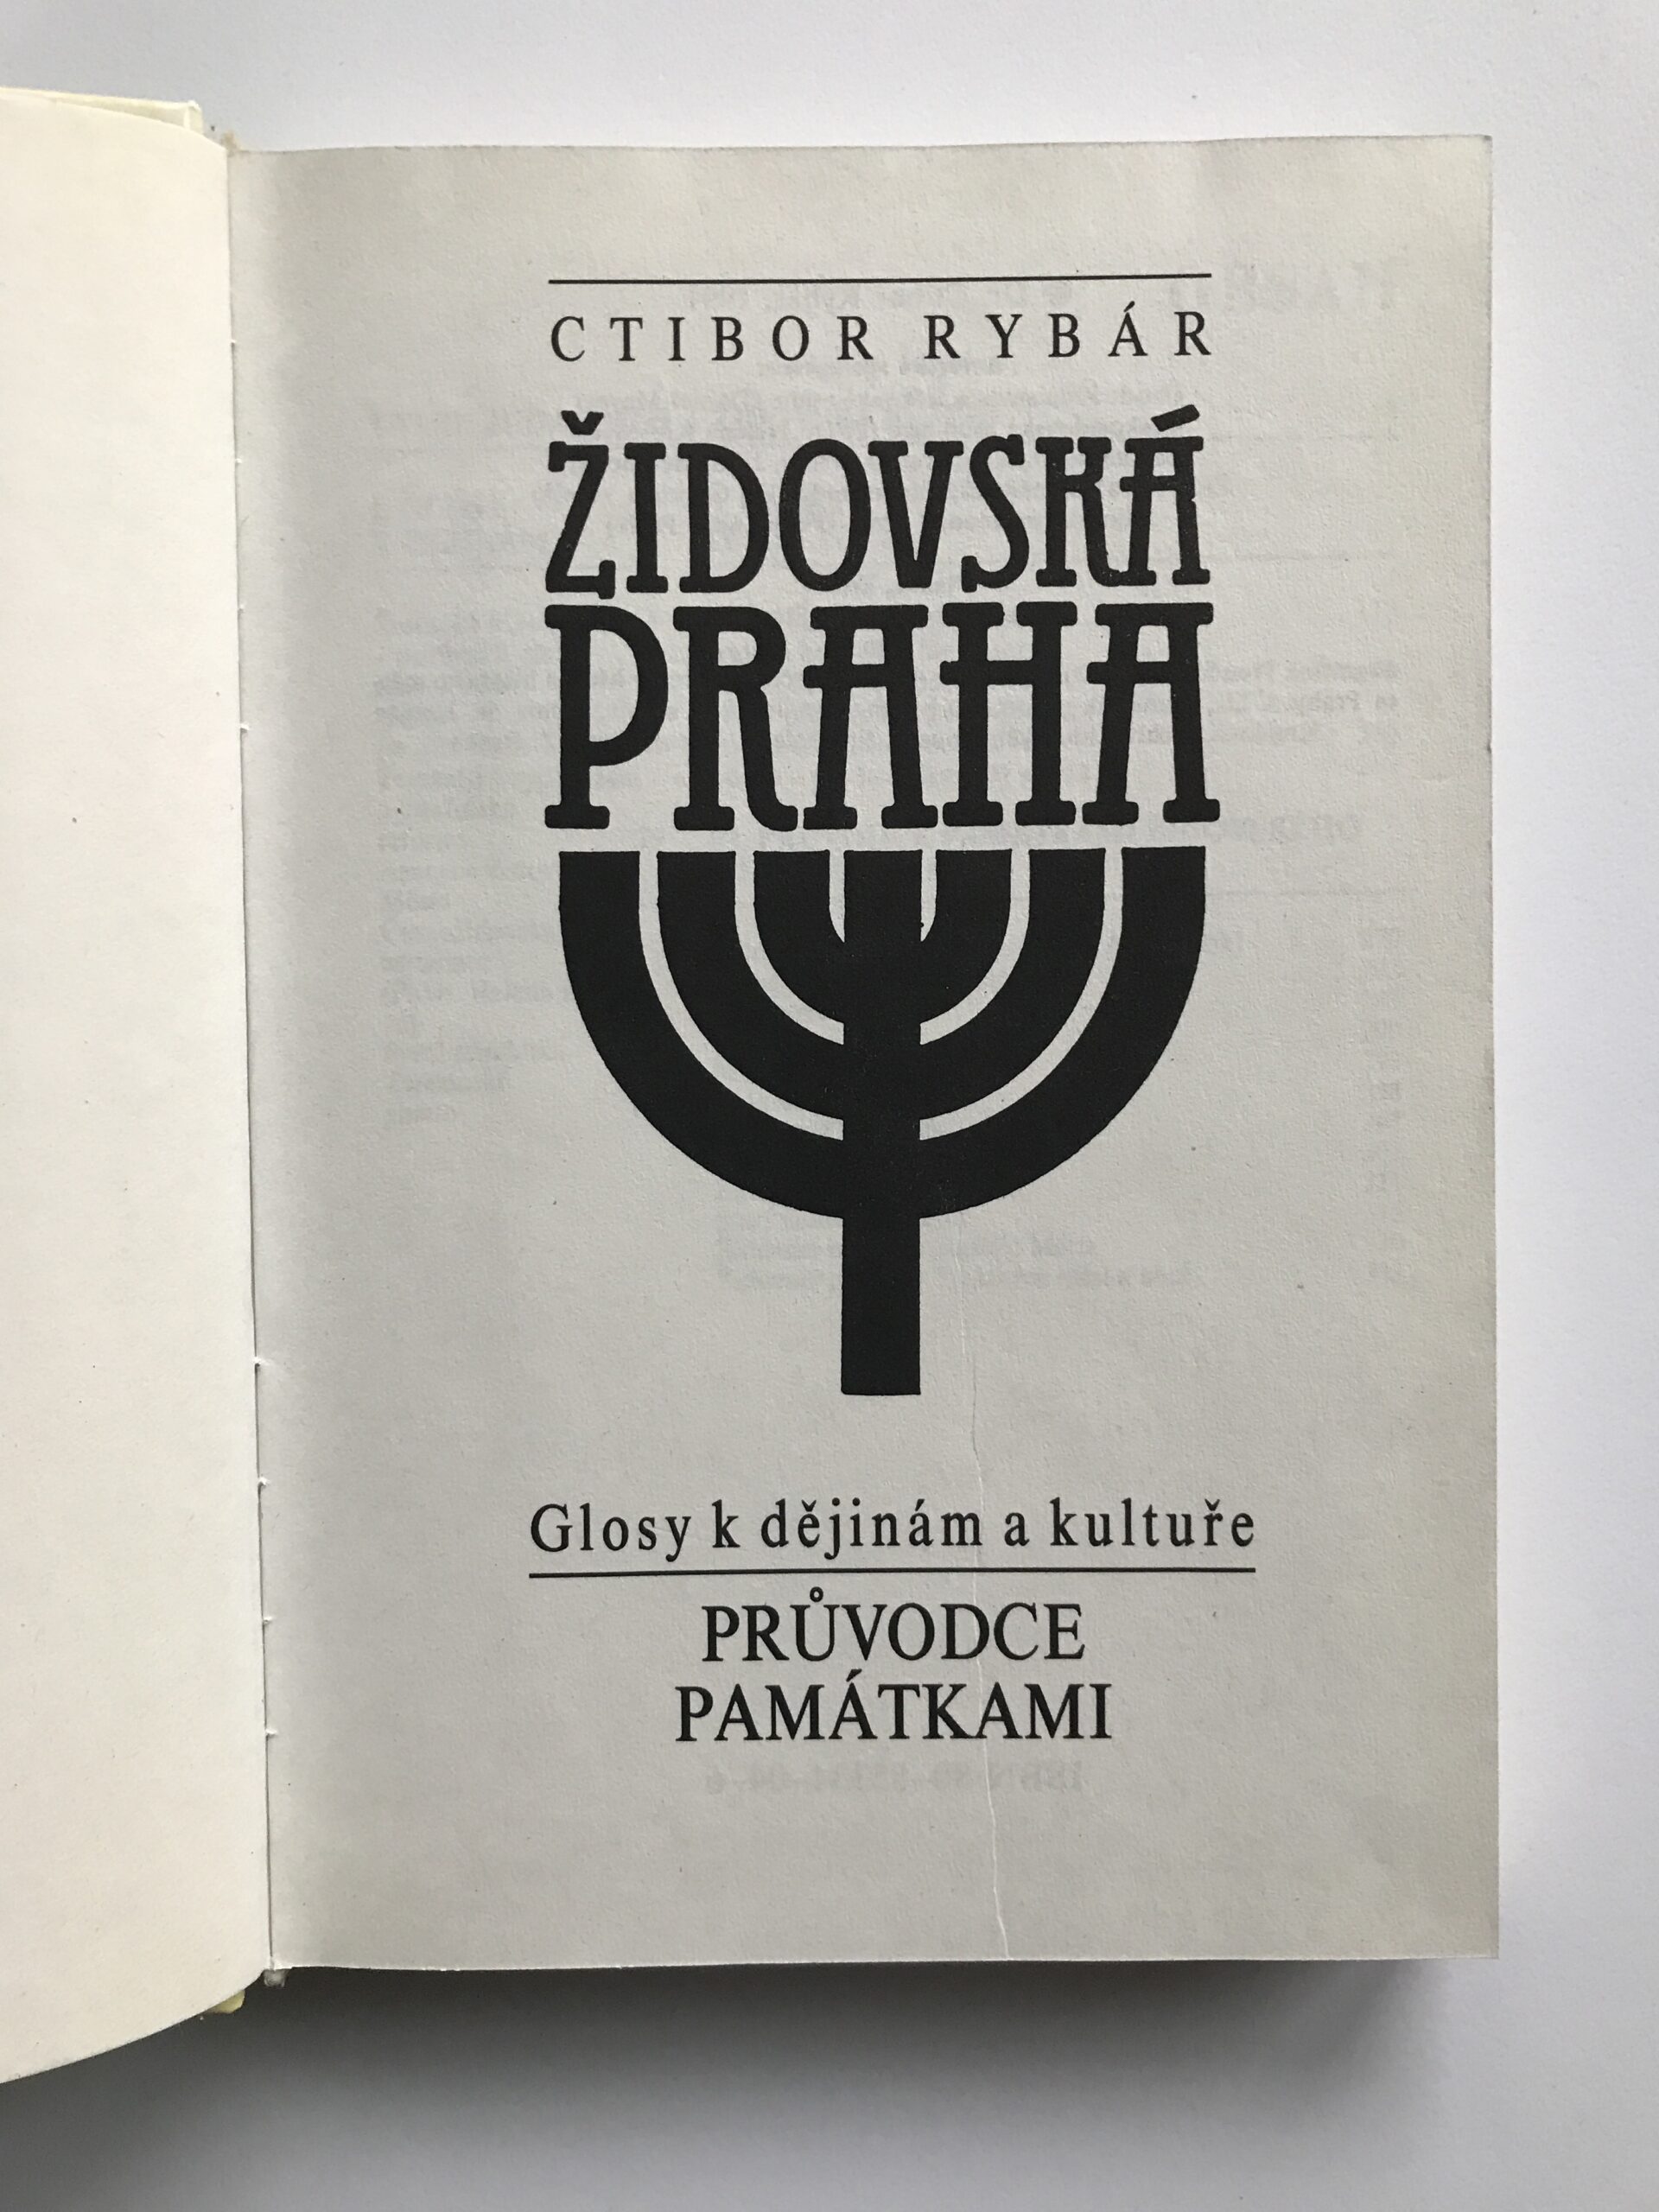 CTIBOR RYBÁR
ŽIDOVSKÁ
PRAHA
Glosy k dějinám a kultuře
PRŮVODCE
PAMÁTKAMI